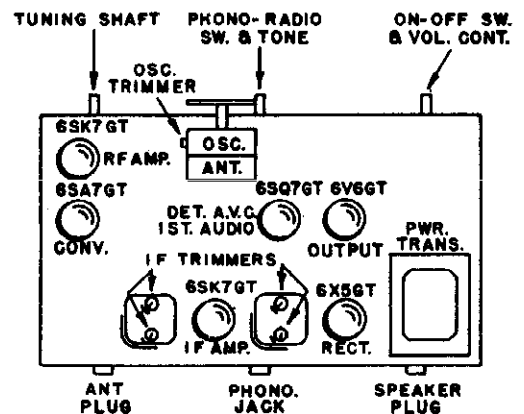 TUNING SHAFT
PHONO-RADIO
SW. & TONE
ON-OFF SW.
& VOL. CONT.
OSC.
TRIMMER
6SK7GT
RF AMP.
OSC.
ANT.
6SA7GT
CONV.
6SQ7GT
DET. A.V.C.
1ST. AUDIO
6V6GT
OUTPUT
PWR.
TRANS.
IF TRIMMERS
6SK7GT
IF AMP.
6X5GT
RECT.
ANT
PLUG
PHONO.
JACK
SPEAKER
PLUG